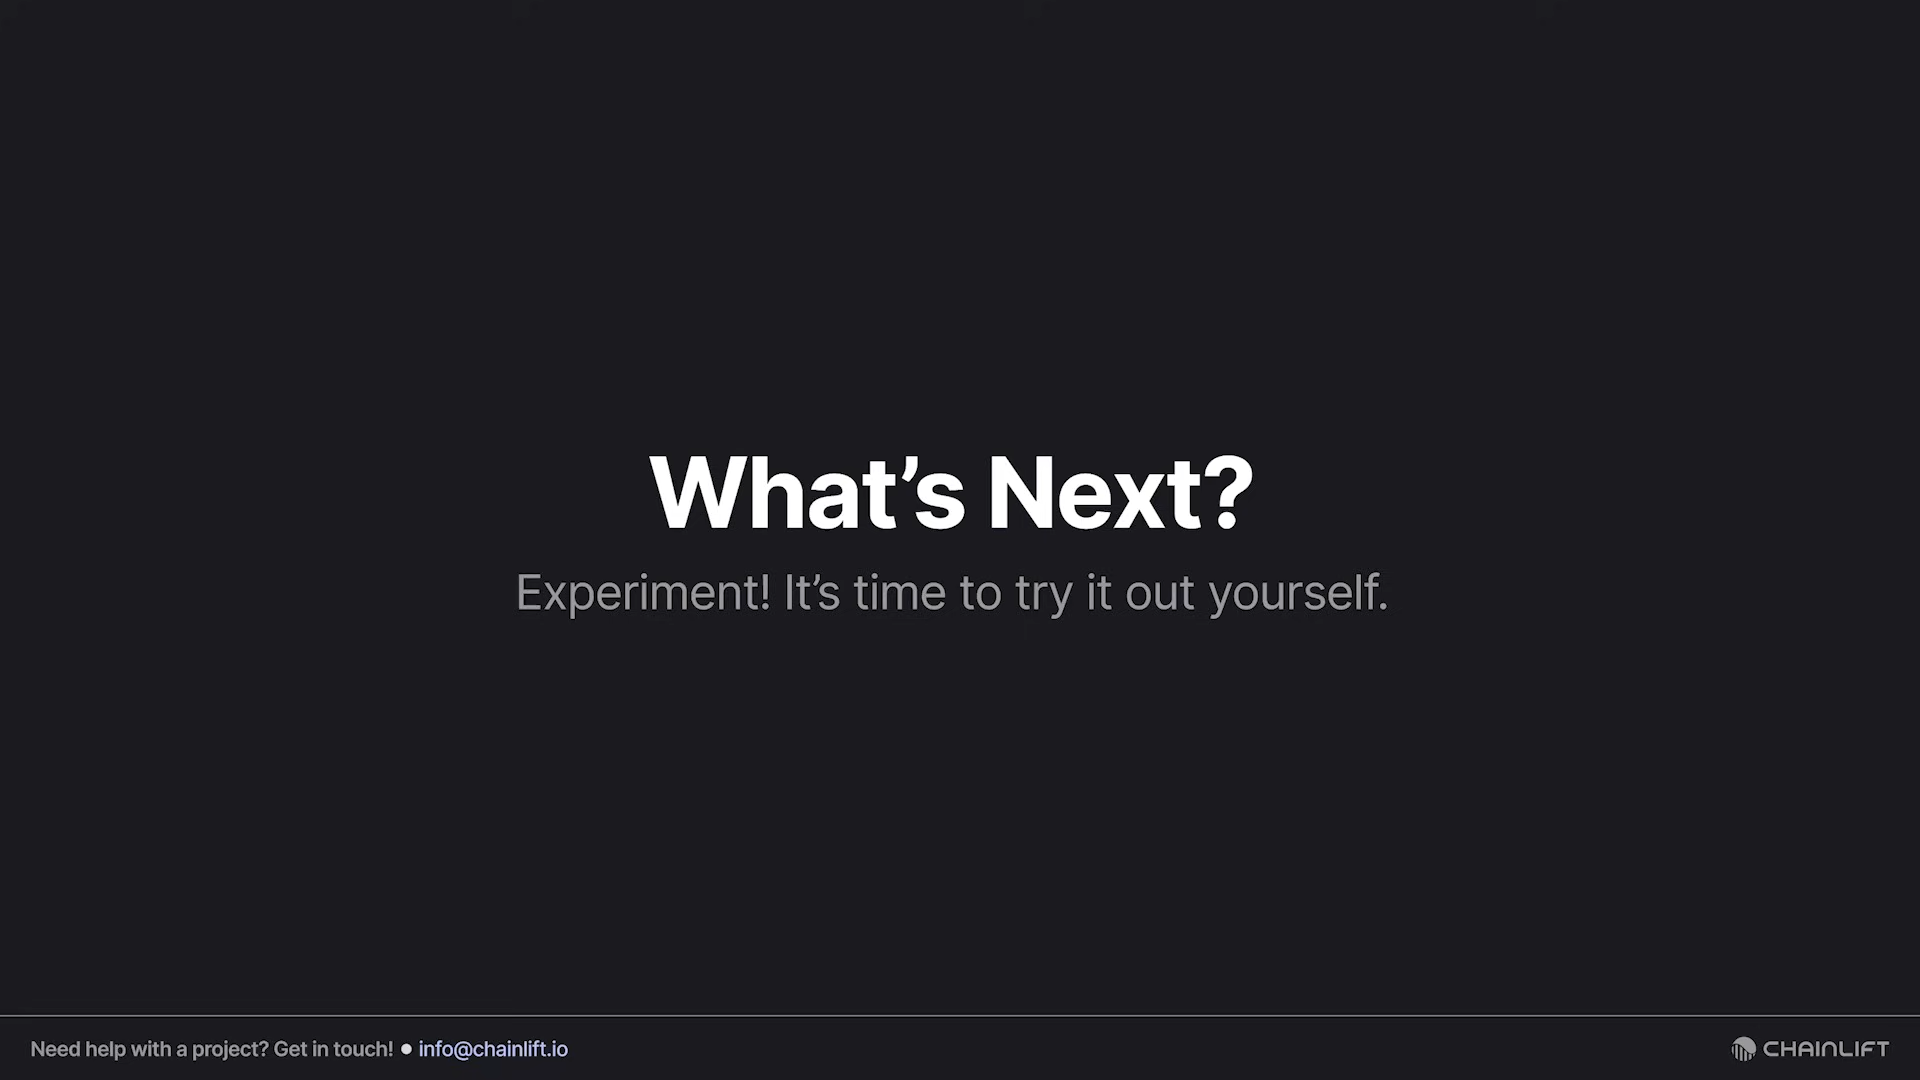 What’s Next?
Experiment! It’s time to try it out yourself.
Need help with a project? Get in touch! ● info@chainlift.io
CHAINLIFT